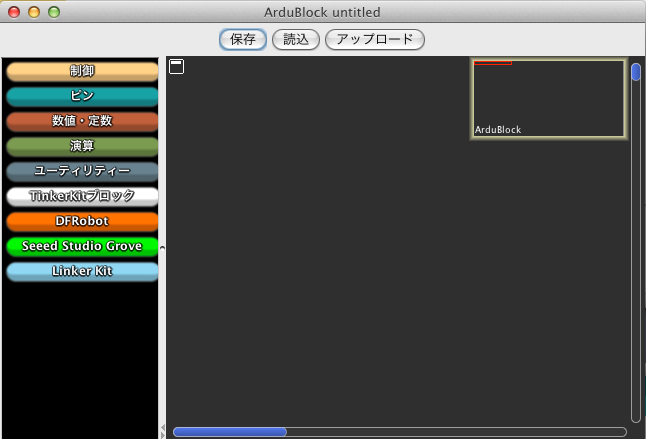 ArduBlock untitled
保存 読込 アップロード
制御
ピン
数値・定数
演算
ユーティリティー
TinkerKitブロック
DFRobot
Seeed Studio Grove
Linker Kit
ArduBlock